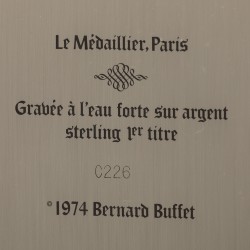 Le Médaillier, Paris
Gravée à l'eau forte sur argent
sterling 1er titre
C226
©1974 Bernard Buffet